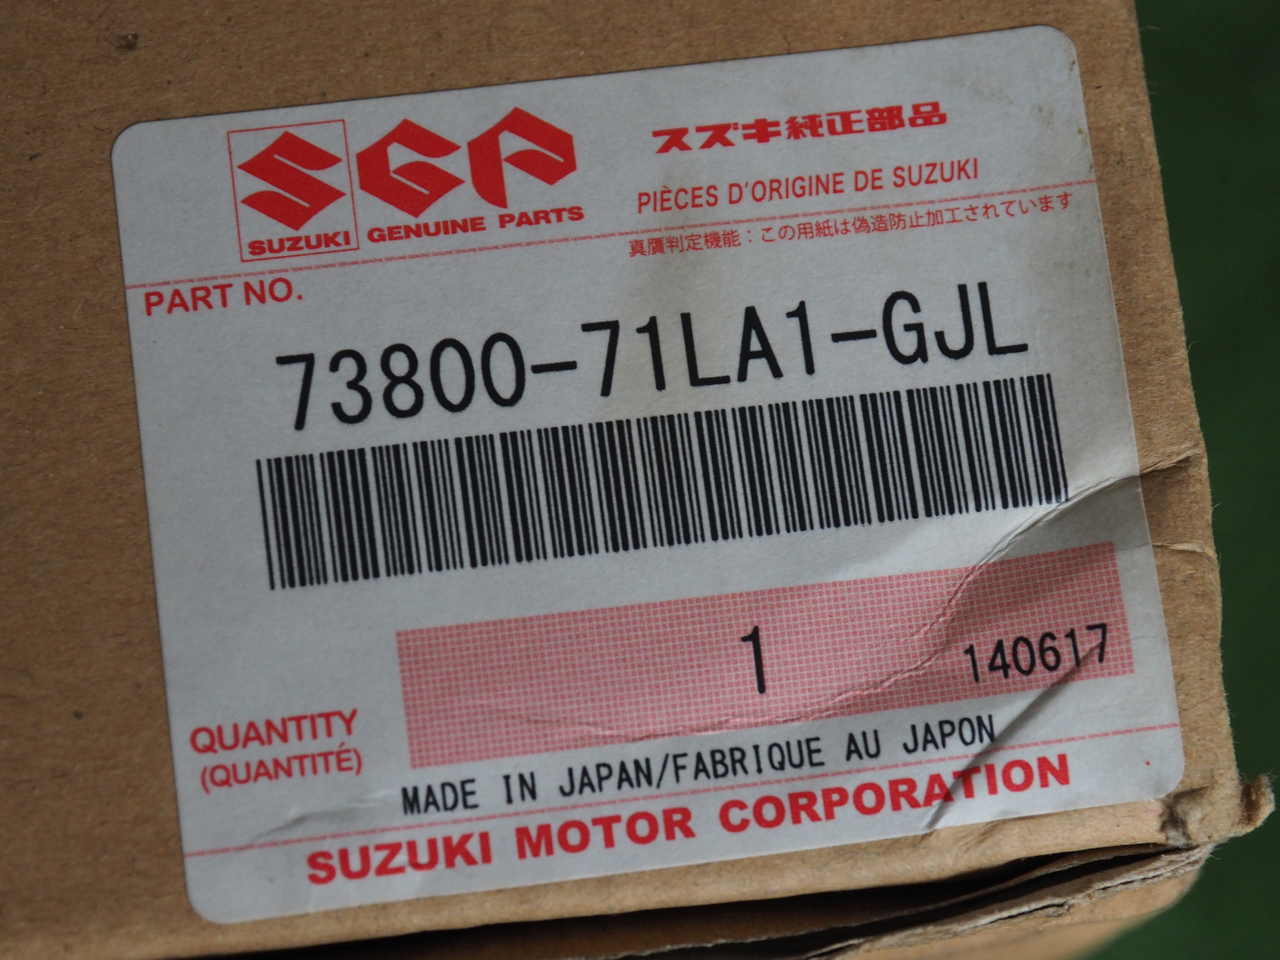 SGP
SUZUKI GENUINE PARTS
スズキ純正部品
PIÈCES D'ORIGINE DE SUZUKI
真贋判定機能:この用紙は偽造防止加工されています
PART NO.
73800-71LA1-GJL
1
140617
QUANTITY
(QUANTITÉ)
MADE IN JAPAN/FABRIQUE AU JAPON
SUZUKI MOTOR CORPORATION